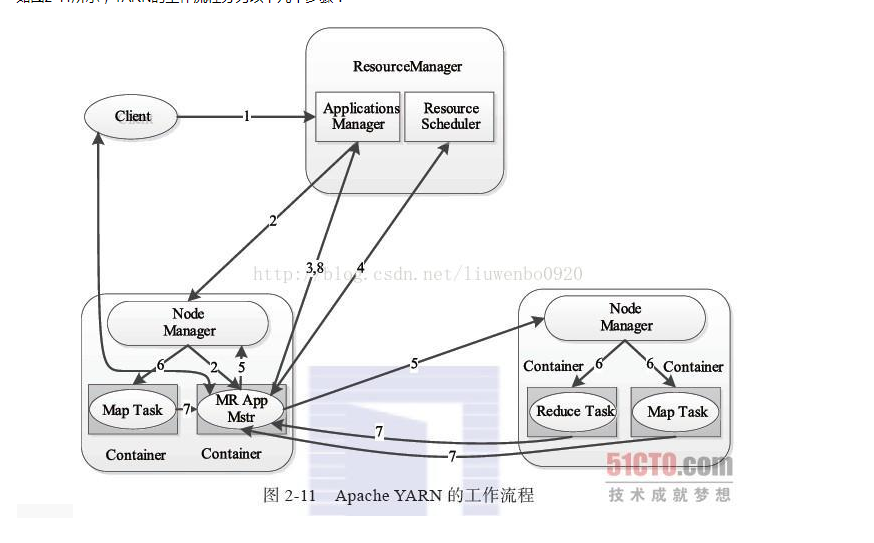 ResourceManager
Client
1
Applications
Manager
Resource
Scheduler
2
3,8
4
http://blog.csdn.net/liuwenbo0920
Node
Manager
Node
Manager
6
2
5
5
Container
6
6
Container
Map Task
7
MR App
Mstr
Reduce Task
Map Task
7
7
Container
Container
51CTO.com
技术成就梦想
图 2-11 Apache YARN 的工作流程